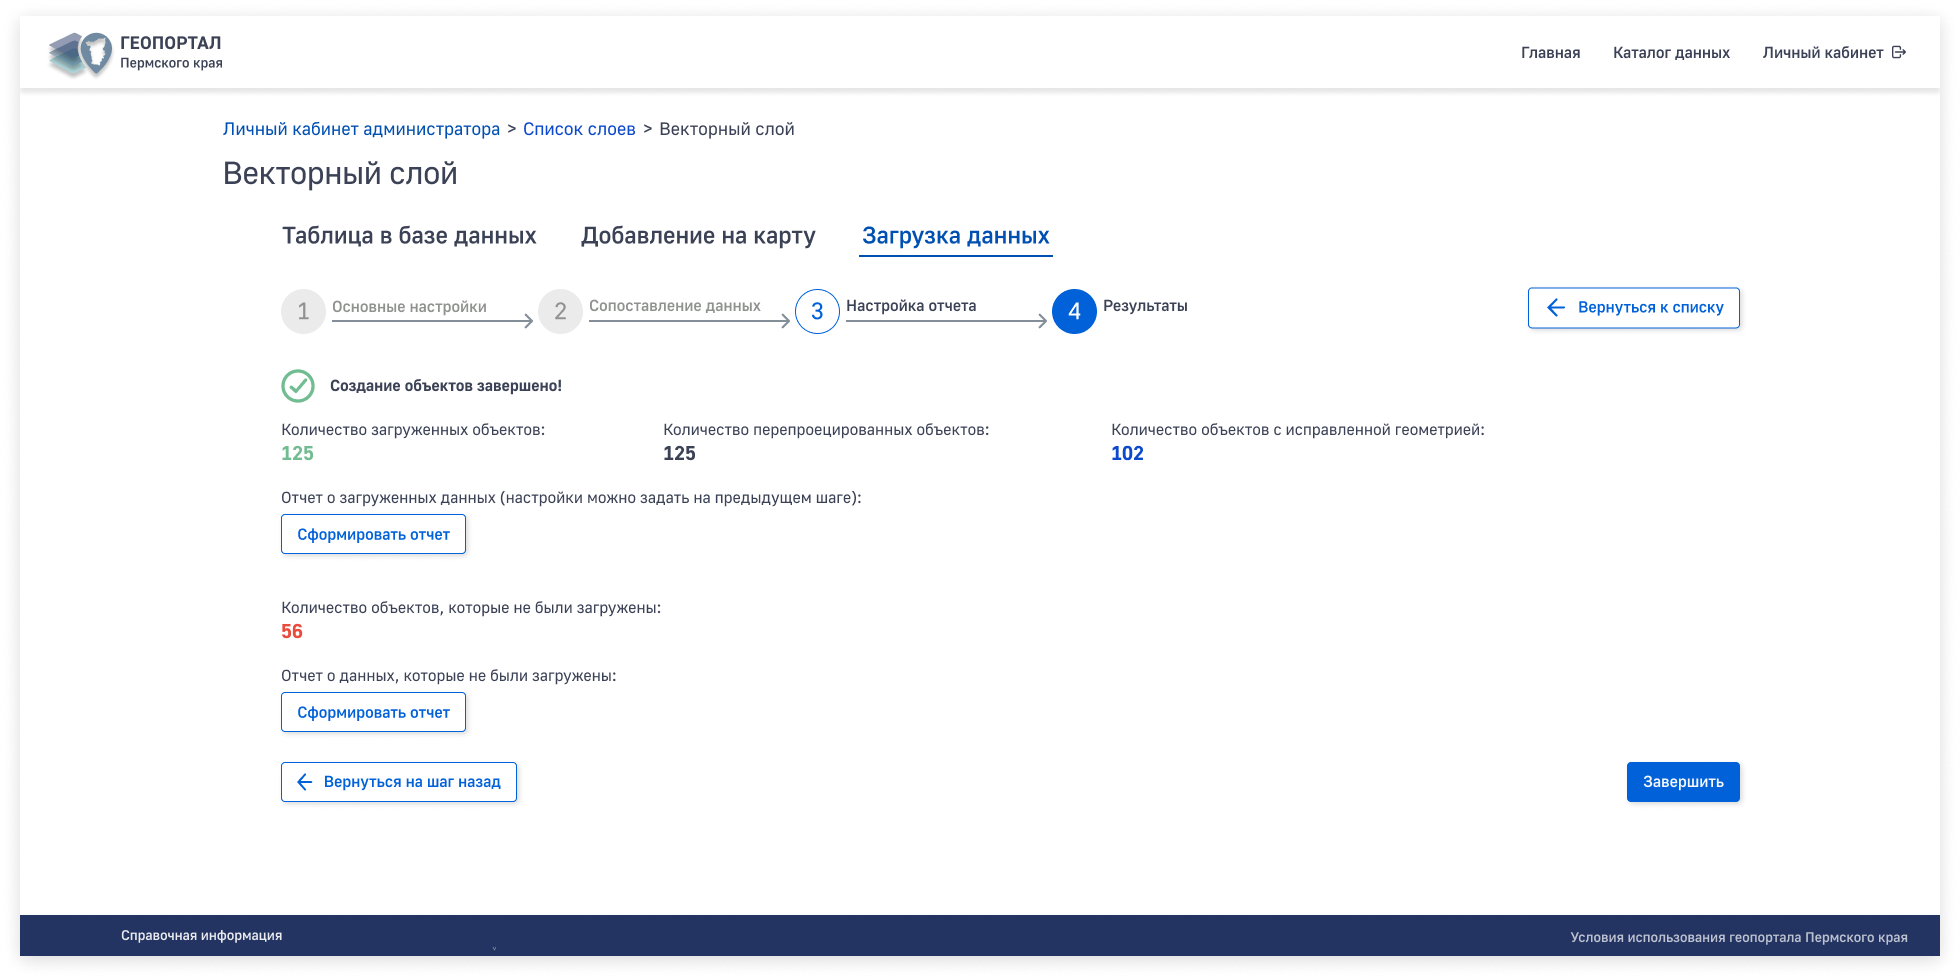 ГЕОПОРТАЛ
Пермского края
Главная Каталог данных Личный кабинет
Личный кабинет администратора > Список слоев > Векторный слой
Векторный слой
Таблица в базе данных Добавление на карту Загрузка данных
1 Основные настройки 2 Сопоставление данных 3 Настройка отчета 4 Результаты
Вернуться к списку
Создание объектов завершено!
Количество загруженных объектов: Количество перепроецированных объектов: Количество объектов с исправленной геометрией:
125 125 102
Отчет о загруженных данных (настройки можно задать на предыдущем шаге):
Сформировать отчет
Количество объектов, которые не были загружены:
56
Отчет о данных, которые не были загружены:
Сформировать отчет
Вернуться на шаг назад Завершить
Справочная информация Условия использования геопортала Пермского края